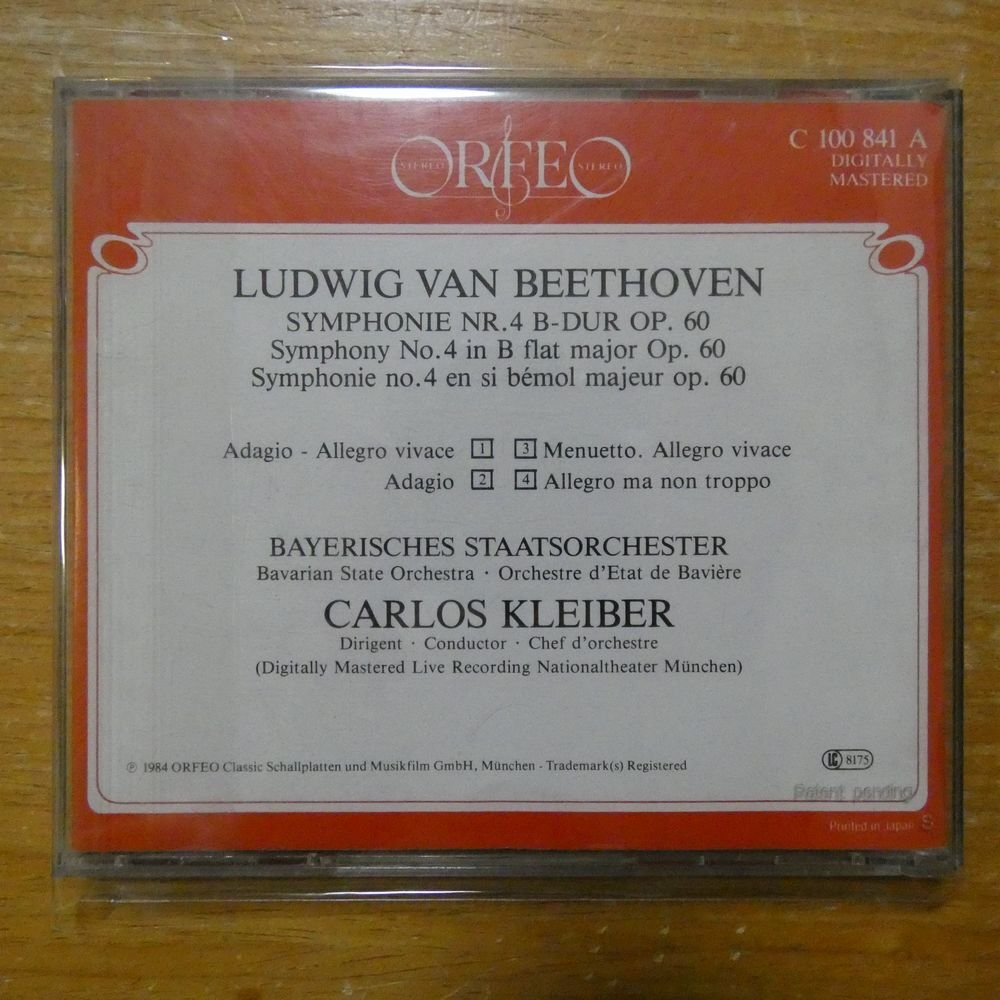 STEREO ORFEO STEREO
C 100 841 A
DIGITALLY
MASTERED
LUDWIG VAN BEETHOVEN
SYMPHONIE NR.4 B-DUR OP. 60
Symphony No.4 in B flat major Op. 60
Symphonie no.4 en si bémol majeur op. 60
Adagio - Allegro vivace 1 3 Menuetto. Allegro vivace
Adagio 2 4 Allegro ma non troppo
BAYERISCHES STAATSORCHESTER
Bavarian State Orchestra · Orchestre d'Etat de Bavière
CARLOS KLEIBER
Dirigent · Conductor · Chef d'orchestre
(Digitally Mastered Live Recording Nationaltheater München)
℗ 1984 ORFEO Classic Schallplatten und Musikfilm GmbH, München - Trademark(s) Registered
LC 8175
Patent pending
Printed in Japan S